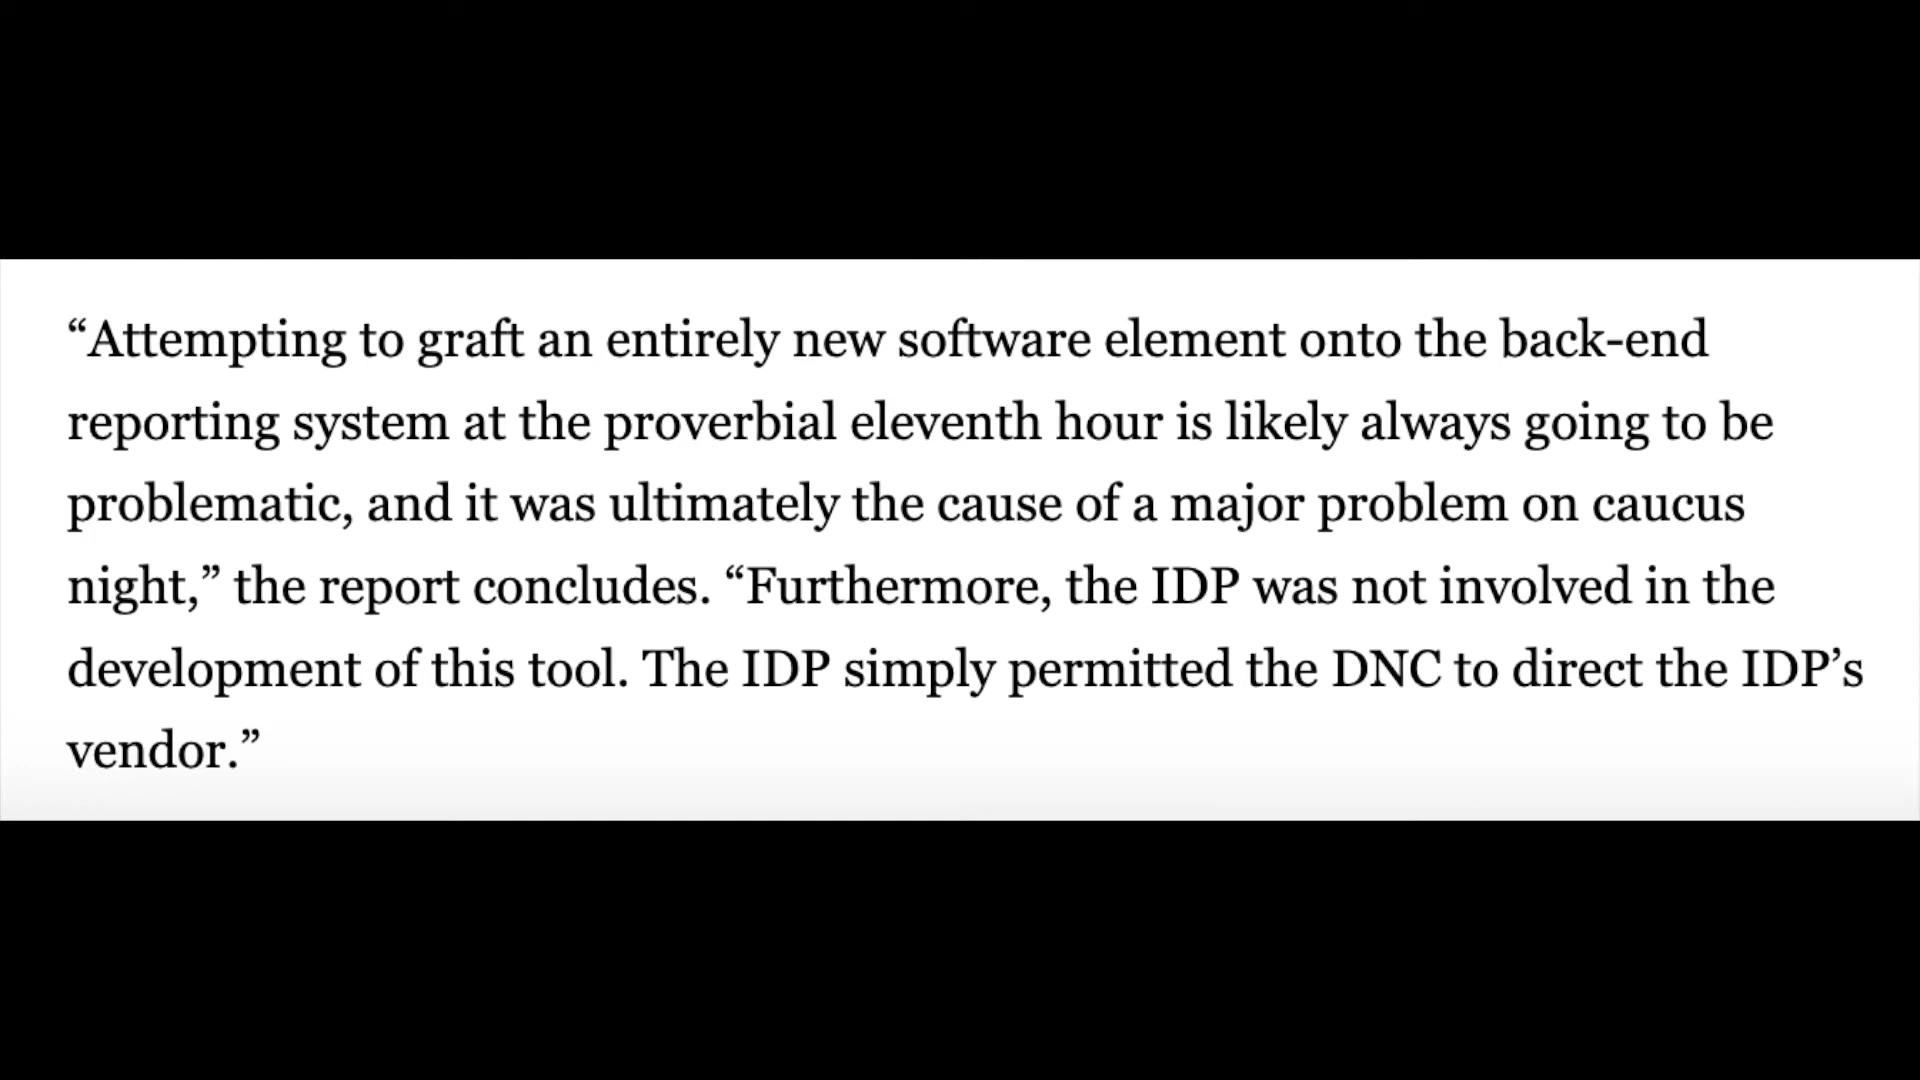 “Attempting to graft an entirely new software element onto the back-end
reporting system at the proverbial eleventh hour is likely always going to be
problematic, and it was ultimately the cause of a major problem on caucus
night,” the report concludes. “Furthermore, the IDP was not involved in the
development of this tool. The IDP simply permitted the DNC to direct the IDP’s
vendor.”